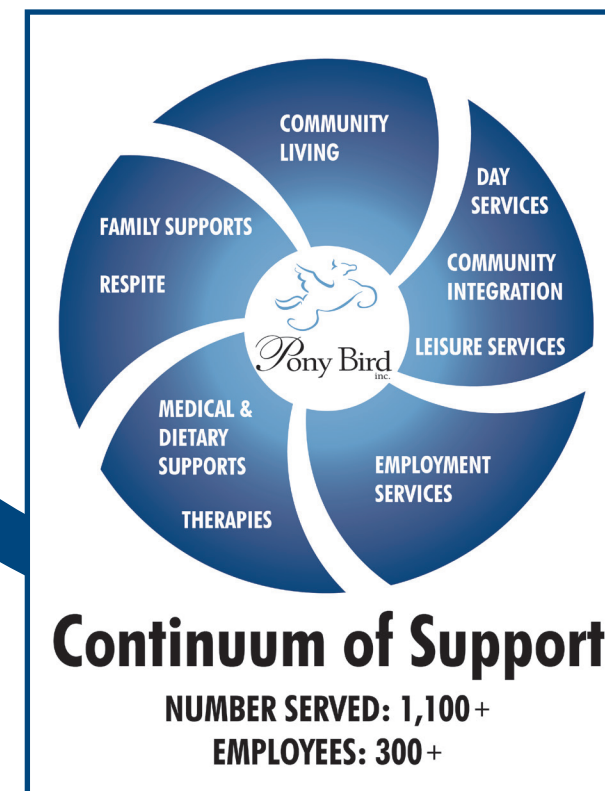 COMMUNITY
LIVING
DAY
SERVICES
COMMUNITY
INTEGRATION
LEISURE SERVICES
EMPLOYMENT
SERVICES
MEDICAL &
DIETARY
SUPPORTS
THERAPIES
FAMILY SUPPORTS
RESPITE
Pony Bird
inc.
Continuum of Support
NUMBER SERVED: 1,100+
EMPLOYEES: 300+